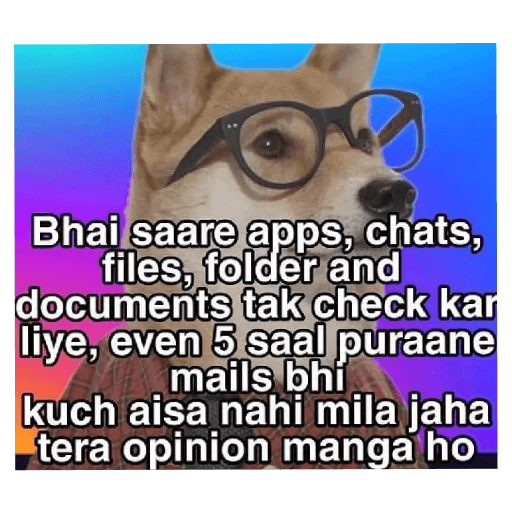 Bhai saare apps, chats,
files, folder and
documents tak check kar
liye, even 5 saal puraane
mails bhi
kuch aisa nahi mila jaha
tera opinion manga ho